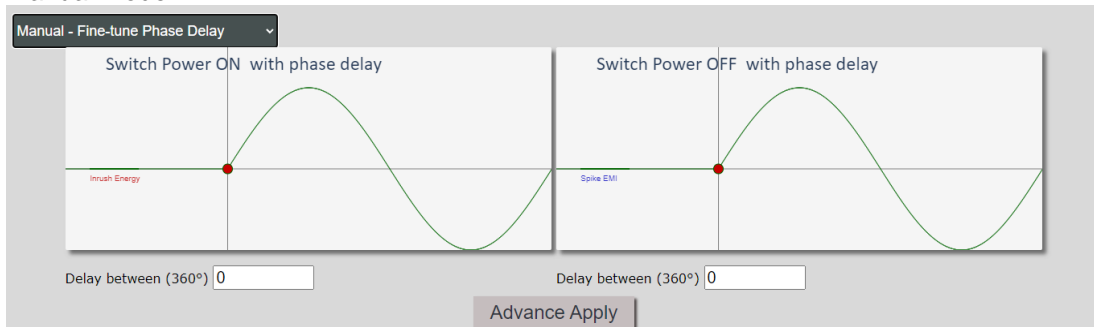 Manual - Fine-tune Phase Delay
Switch Power ON with phase delay
Inrush Energy
Switch Power OFF with phase delay
Spike EMI
Delay between (360°) 0
Delay between (360°) 0
Advance Apply